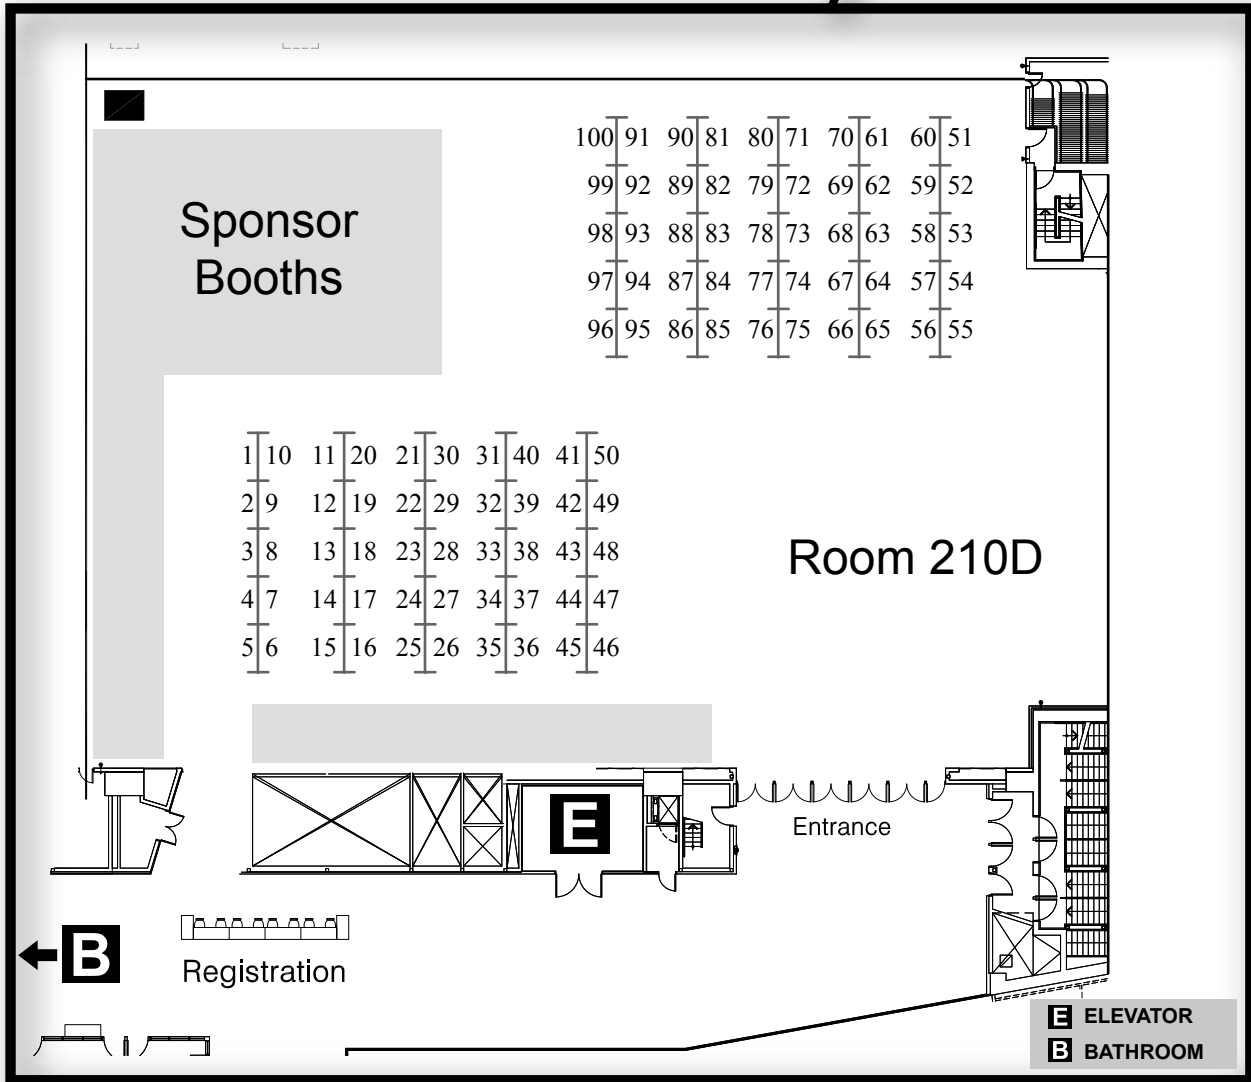 100 91 90 81 80 71 70 61 60 51
99 92 89 82 79 72 69 62 59 52
Sponsor
98 93 88 83 78 73 68 63 58 53
Booths
97 94 87 84 77 74 67 64 57 54
96 95 86 85 76 75 66 65 56 55
1 10 11 20 21 30 31 40 41 50
2 9 12 19 22 29 32 39 42 49
3 8 13 18 23 28 33 38 43 48
Room 210D
4 7 14 17 24 27 34 37 44 47
5 6 15 16 25 26 35 36 45 46
E
Entrance
B
Registration
E ELEVATOR
B BATHROOM